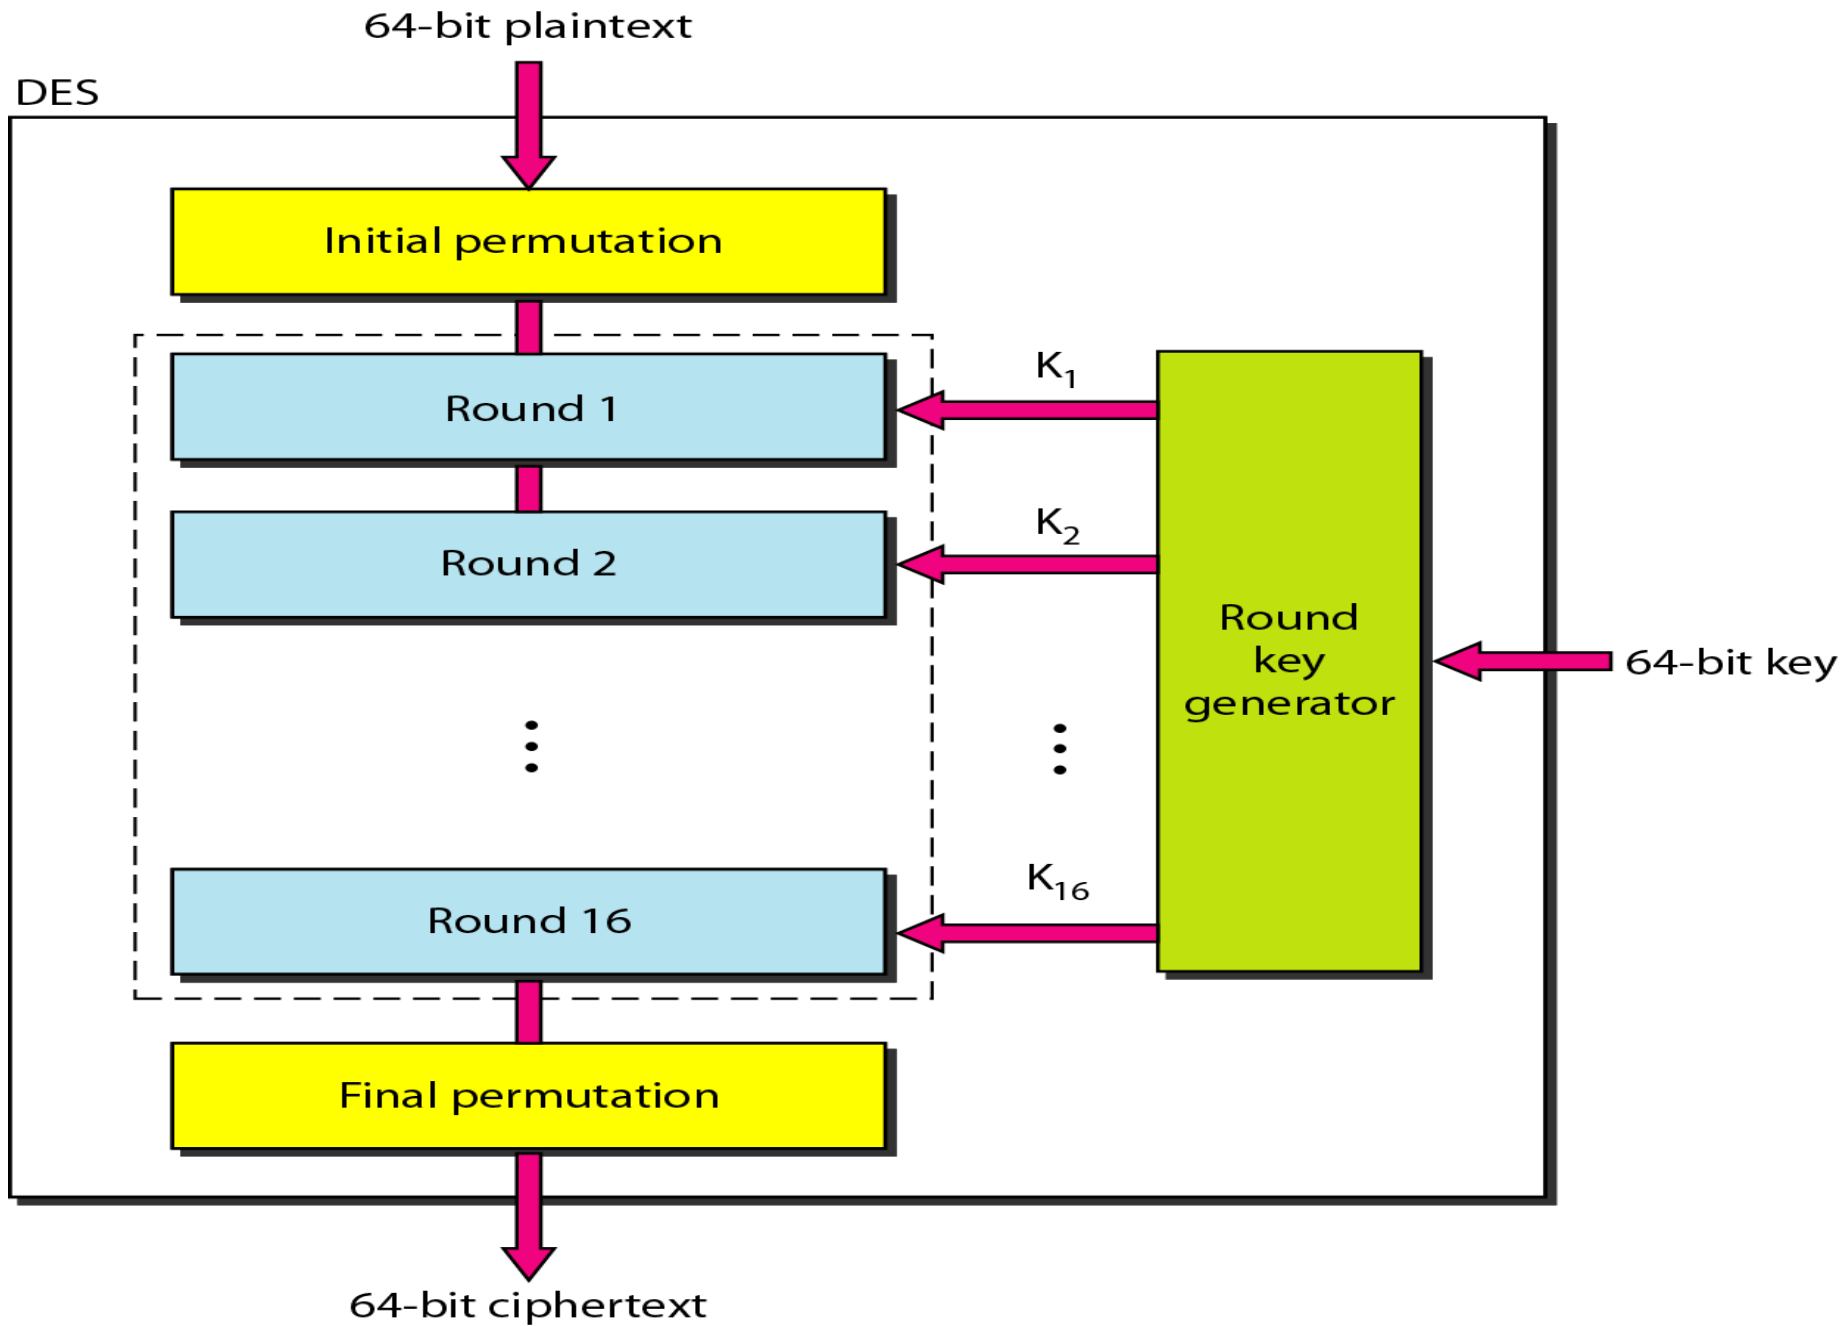 64-bit plaintext
DES
Initial permutation
Round 1
K1
Round 2
K2
Round
key
generator
64-bit key
Round 16
K16
Final permutation
64-bit ciphertext